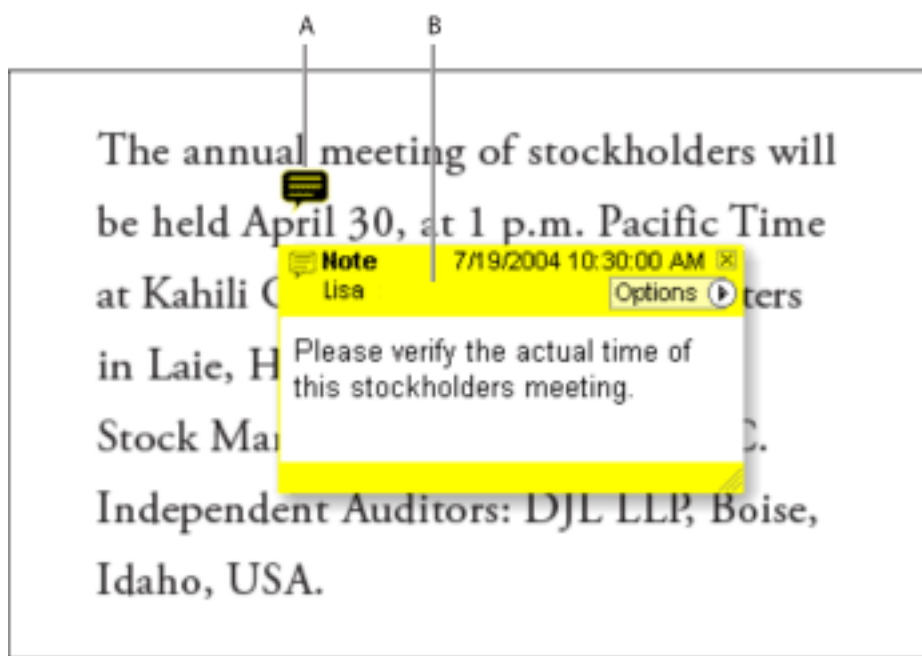 A B
The annual meeting of stockholders will
be held April 30, at 1 p.m. Pacific Time
Note 7/19/2004 10:30:00 AM
at Kahili
Lisa
Options
Please verify the actual time of
in Laie,
this stockholders meeting.
Stock
Independent Auditors: DJL LLP, Boise,
Idaho, USA.